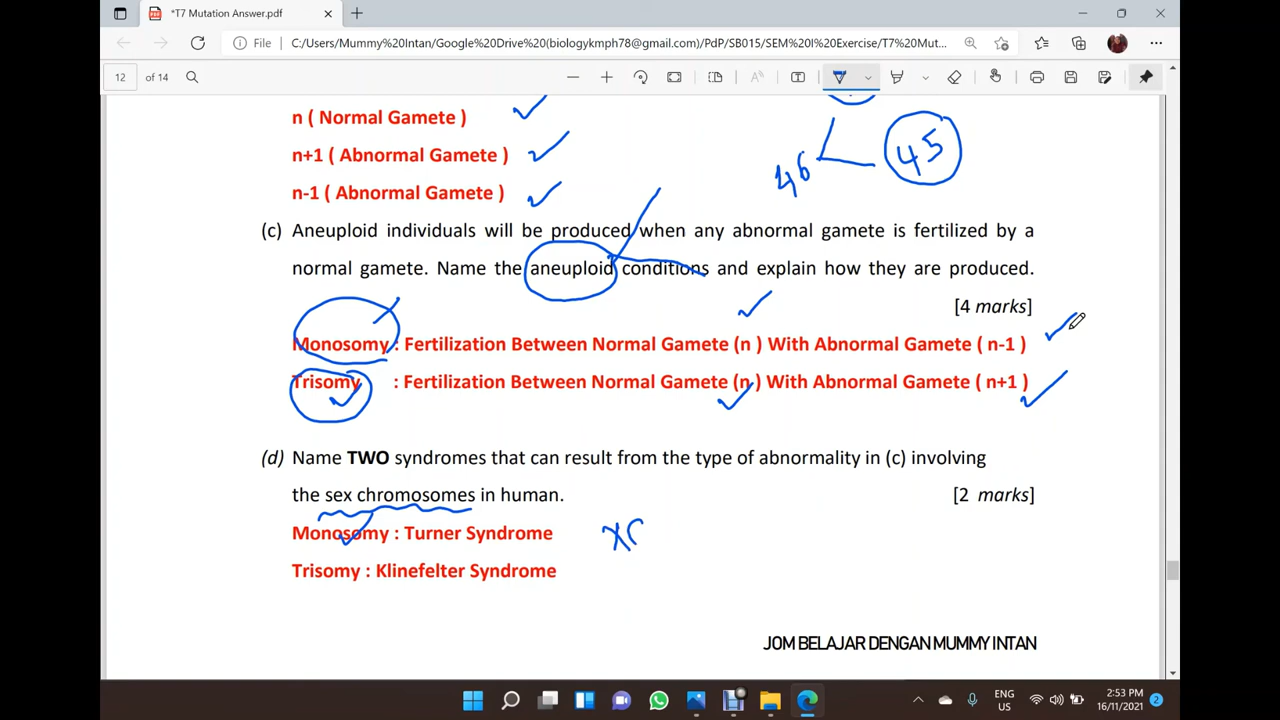 *T7 Mutation Answer.pdf
File C:/Users/Mummy%20Intan/Google%20Drive%20(biologykmph78@gmail.com)/PdP/SB015/SEM%20I%20Exercise/T7%20Mut...
12 of 14
n ( Normal Gamete )
n+1 ( Abnormal Gamete )
n-1 ( Abnormal Gamete )
46 45
(c) Aneuploid individuals will be produced when any abnormal gamete is fertilized by a
normal gamete. Name the aneuploid conditions and explain how they are produced.
[4 marks]
Monosomy : Fertilization Between Normal Gamete (n ) With Abnormal Gamete ( n-1 )
Trisomy : Fertilization Between Normal Gamete (n ) With Abnormal Gamete ( n+1 )
(d) Name TWO syndromes that can result from the type of abnormality in (c) involving
the sex chromosomes in human.
[2 marks]
Monosomy : Turner Syndrome
Trisomy : Klinefelter Syndrome
JOM BELAJAR DENGAN MUMMY INTAN
ENG
US
2:53 PM
16/11/2021
2